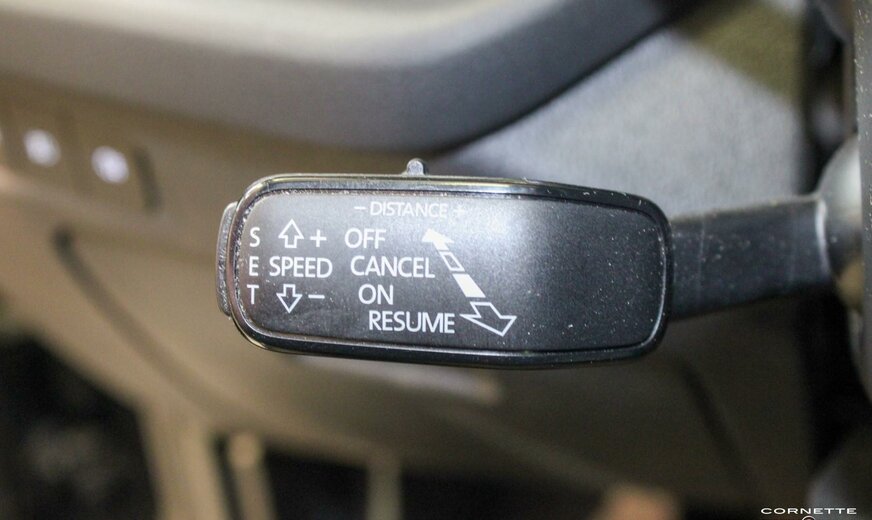 − DISTANCE +
S ⇧ + OFF
E SPEED CANCEL
T ⇩ − ON
RESUME
CORNETTE